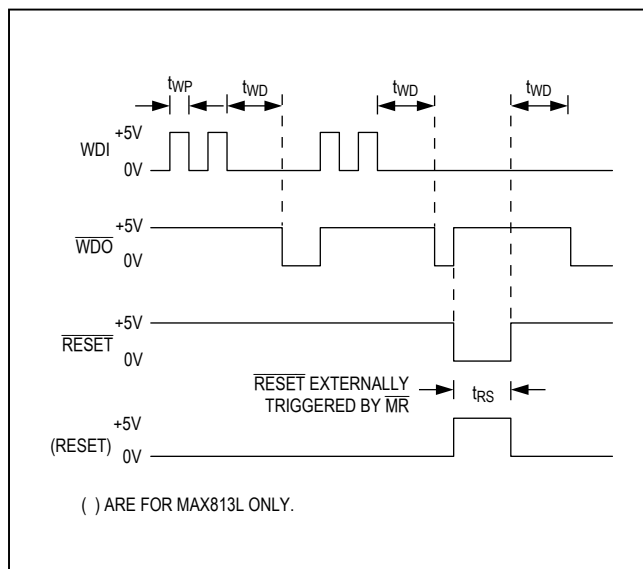 tWP
tWD
tWD
tWD
+5V
WDI
0V
+5V
WDO
0V
+5V
RESET
0V
RESET EXTERNALLY
TRIGGERED BY MR
tRS
+5V
(RESET)
0V
( ) ARE FOR MAX813L ONLY.